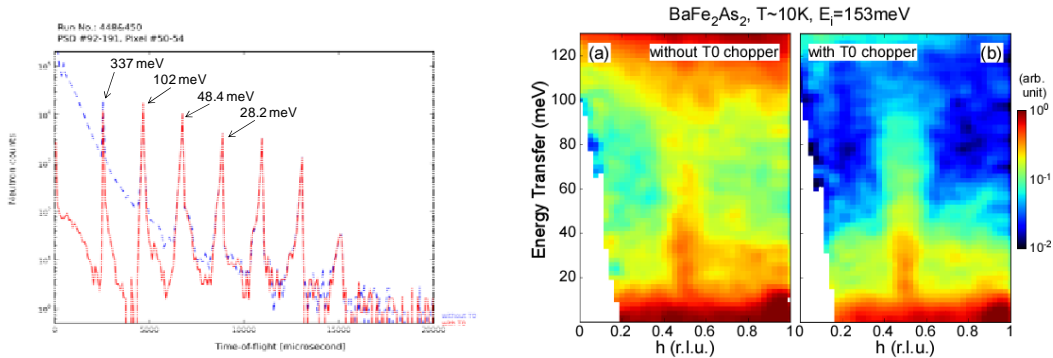 Run No.: 448&450
PSD #92-191, Pixel #50-54
337 meV
102 meV
48.4 meV
28.2 meV
Neutron counts
0
5000
10000
15000
20000
Time-of-flight [microsecond]
WITHOUT T0
WITH T0
BaFe2As2, T~10K, Ei=153meV
(a) without T0 chopper
with T0 chopper (b)
Energy Transfer (meV)
120
100
80
60
40
20
0 0.2 0.4 0.6 0.8 1
h (r.l.u.)
0.2 0.4 0.6 0.8 1
h (r.l.u.)
(arb. unit)
10^0
10^-1
10^-2